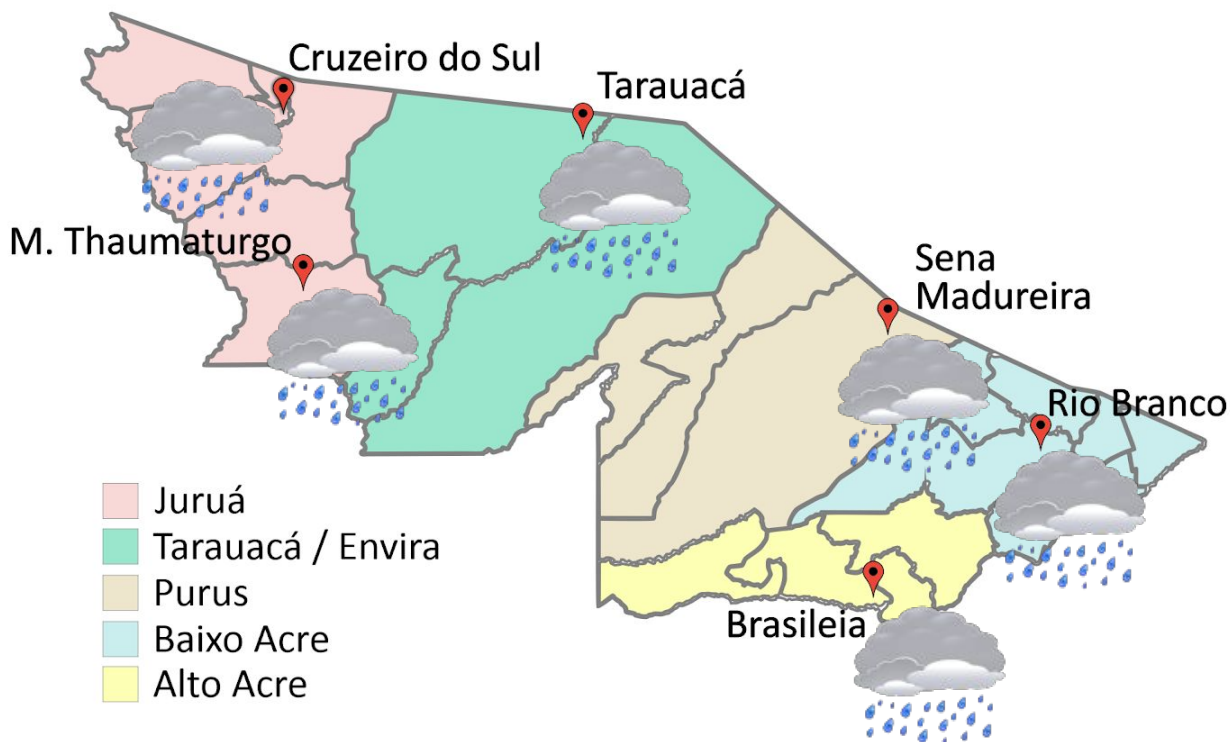 Cruzeiro do Sul
Tarauacá
M. Thaumaturgo
Sena
Madureira
Rio Branco
Brasileia
Juruá
Tarauacá / Envira
Purus
Baixo Acre
Alto Acre